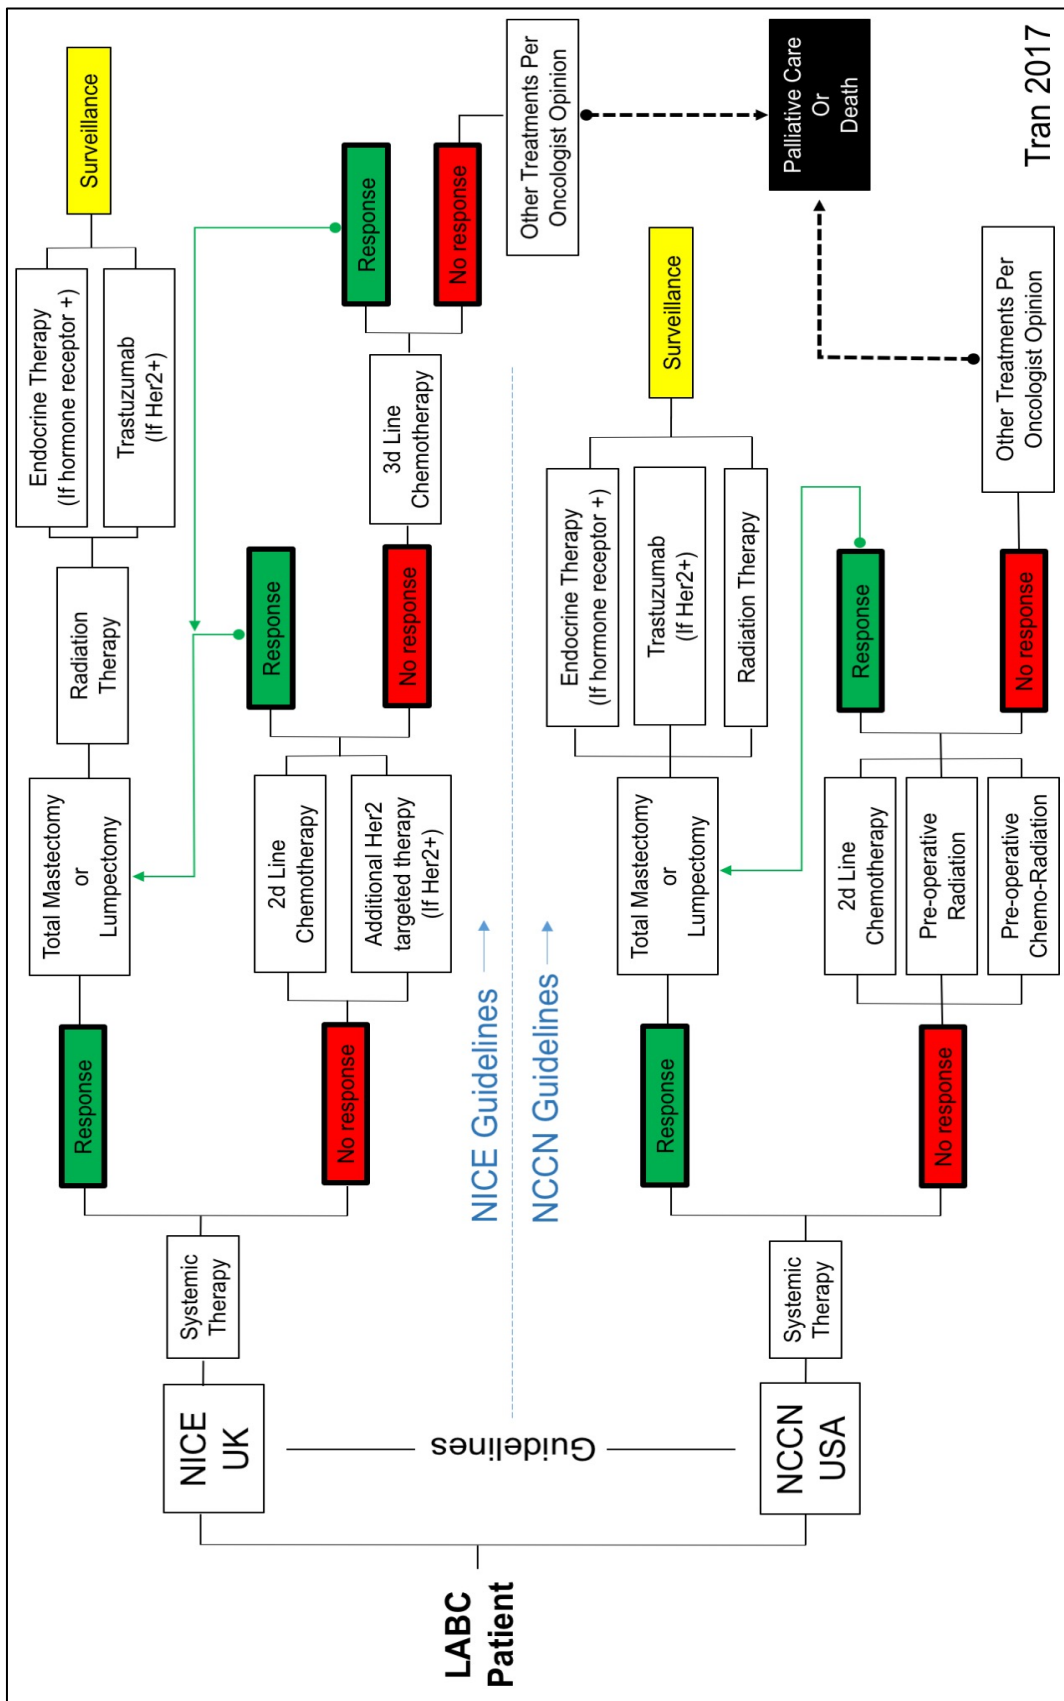 LABC
Patient
NICE
UK
Guidelines
NCCN
USA
Systemic
Therapy
Response
No response
Total Mastectomy
or
Lumpectomy
Radiation
Therapy
Endocrine Therapy
(If hormone receptor +)
Trastuzumab
(If Her2+)
Surveillance
2d Line
Chemotherapy
Additional Her2
targeted therapy
(If Her2+)
Response
No response
3d Line
Chemotherapy
Response
No response
Other Treatments Per
Oncologist Opinion
NICE Guidelines
NCCN Guidelines
Systemic
Therapy
Response
No response
Total Mastectomy
or
Lumpectomy
Endocrine Therapy
(If hormone receptor +)
Trastuzumab
(If Her2+)
Radiation Therapy
Surveillance
2d Line
Chemotherapy
Pre-operative
Radiation
Pre-operative
Chemo-Radiation
Response
No response
Other Treatments Per
Oncologist Opinion
Palliative Care
Or
Death
Tran 2017